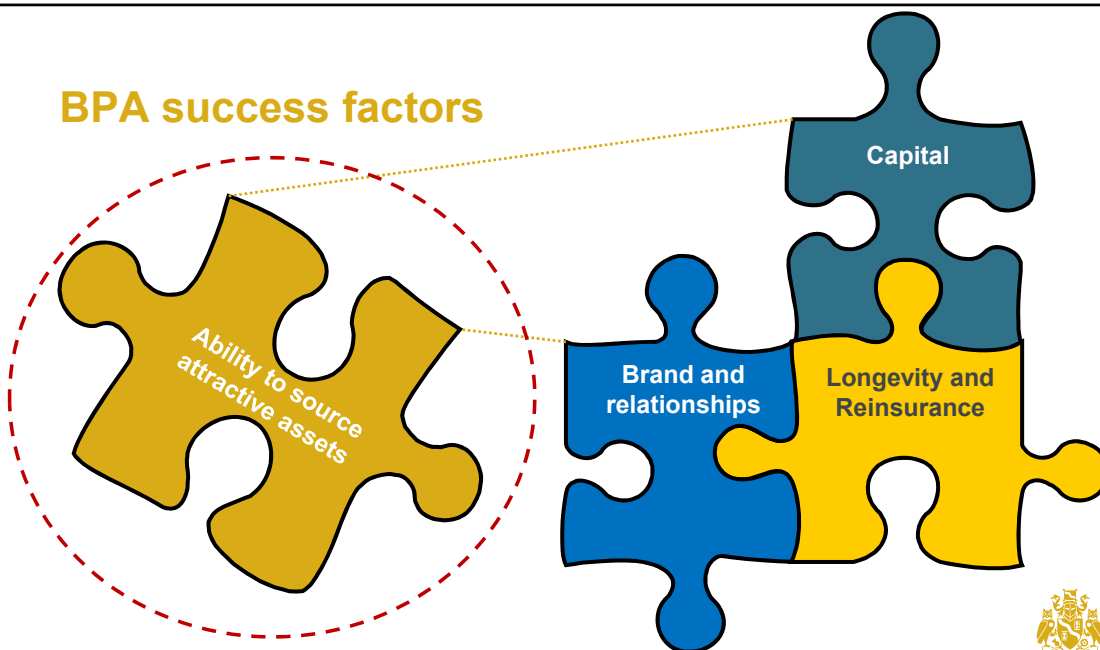 BPA success factors
Capital
Ability to source
attractive assets
Brand and
relationships
Longevity and
Reinsurance